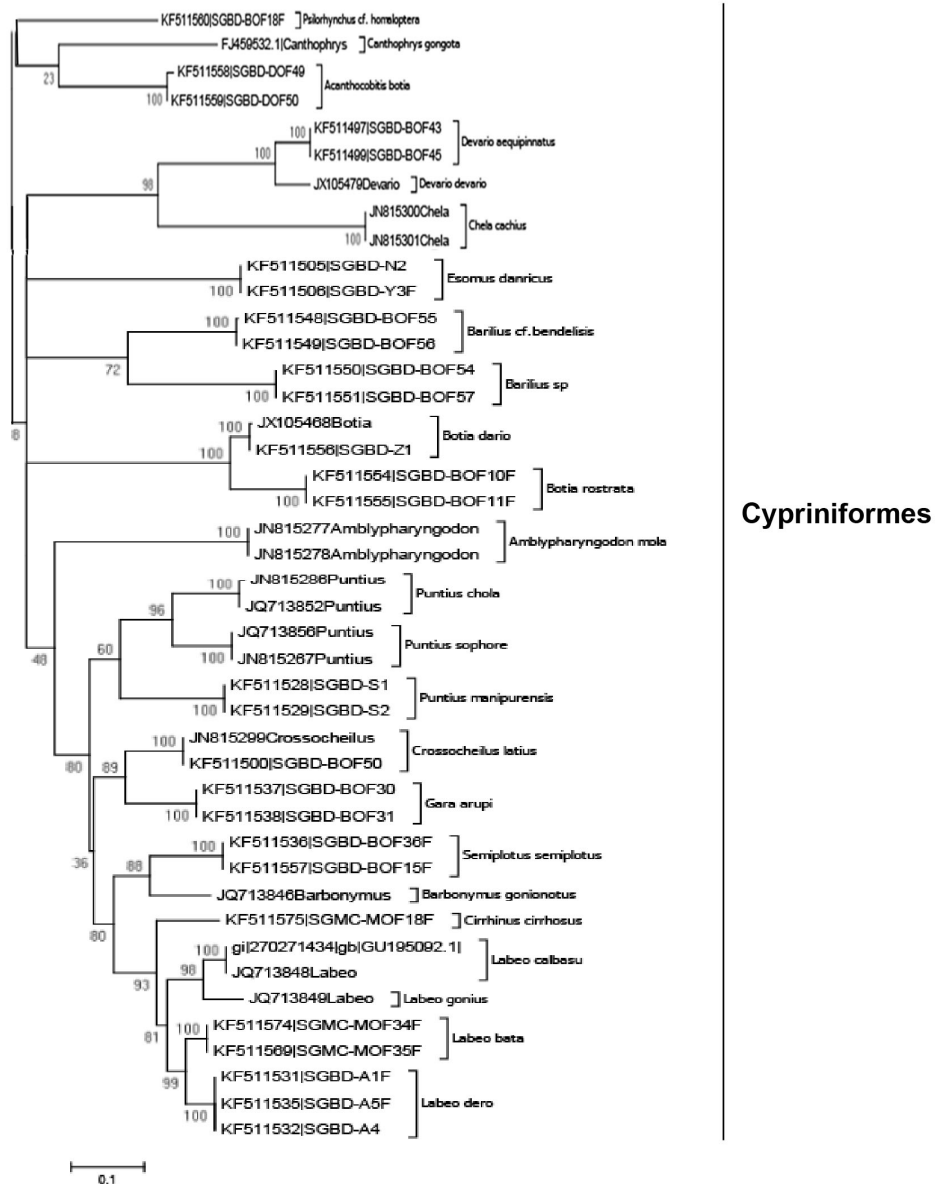 KF511560|SGBD-BOF18F Psilorhynchus cf. homaloptera
FJ459532.1|Canthophrys Canthophrys gongota
23
KF511558|SGBD-DOF49
Acanthocobitis botia
100 KF511559|SGBD-DOF50
100 KF511497|SGBD-BOF43
Devario aequipinnatus
100 KF511499|SGBD-BOF45
98 JX105479Devario Devario devario
JN815300Chela
Chela cachius
100 JN815301Chela
KF511505|SGBD-N2
Esomus danricus
100 KF511506|SGBD-Y3F
100 KF511548|SGBD-BOF55
Barilius cf.bendelisis
KF511549|SGBD-BOF56
72 KF511550|SGBD-BOF54
Barilius sp
100 KF511551|SGBD-BOF57
100 JX105468Botia
8 Botia dario
KF511556|SGBD-Z1
100 KF511554|SGBD-BOF10F
Botia rostrata
100 KF511555|SGBD-BOF11F
Cypriniformes
100 JN815277Amblypharyngodon
Amblypharyngodon mola
JN815278Amblypharyngodon
100 JN815286Puntius
Puntius chola
96 JQ713852Puntius
JQ713856Puntius
Puntius sophore
48 60 100 JN815267Puntius
KF511528|SGBD-S1
Puntius manipurensis
100 KF511529|SGBD-S2
100 JN815299Crossocheilus
Crossocheilus latius
80 89 KF511500|SGBD-BOF50
KF511537|SGBD-BOF30
Gara arupi
100 KF511538|SGBD-BOF31
100 KF511536|SGBD-BOF36F
Semiplotus semiplotus
36 88 KF511557|SGBD-BOF15F
JQ713846Barbonymus Barbonymus gonionotus
80 KF511575|SGMC-MOF18F Cirrhinus cirrhosus
100 gi|270271434|gb|GU195092.1|
Labeo calbasu
98 JQ713848Labeo
93 JQ713849Labeo Labeo gonius
100 KF511574|SGMC-MOF34F
81 Labeo bata
KF511569|SGMC-MOF35F
99 KF511531|SGBD-A1F
KF511535|SGBD-A5F Labeo dero
100 KF511532|SGBD-A4
0.1